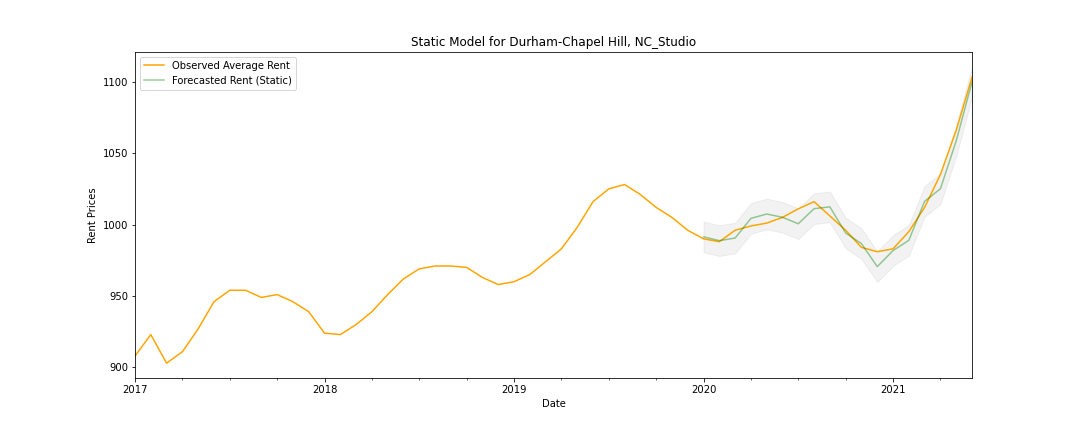 Static Model for Durham-Chapel Hill, NC_Studio
Observed Average Rent
Forecasted Rent (Static)
1100
1050
1000
950
900
Rent Prices
2017 2018 2019 2020 2021
Date